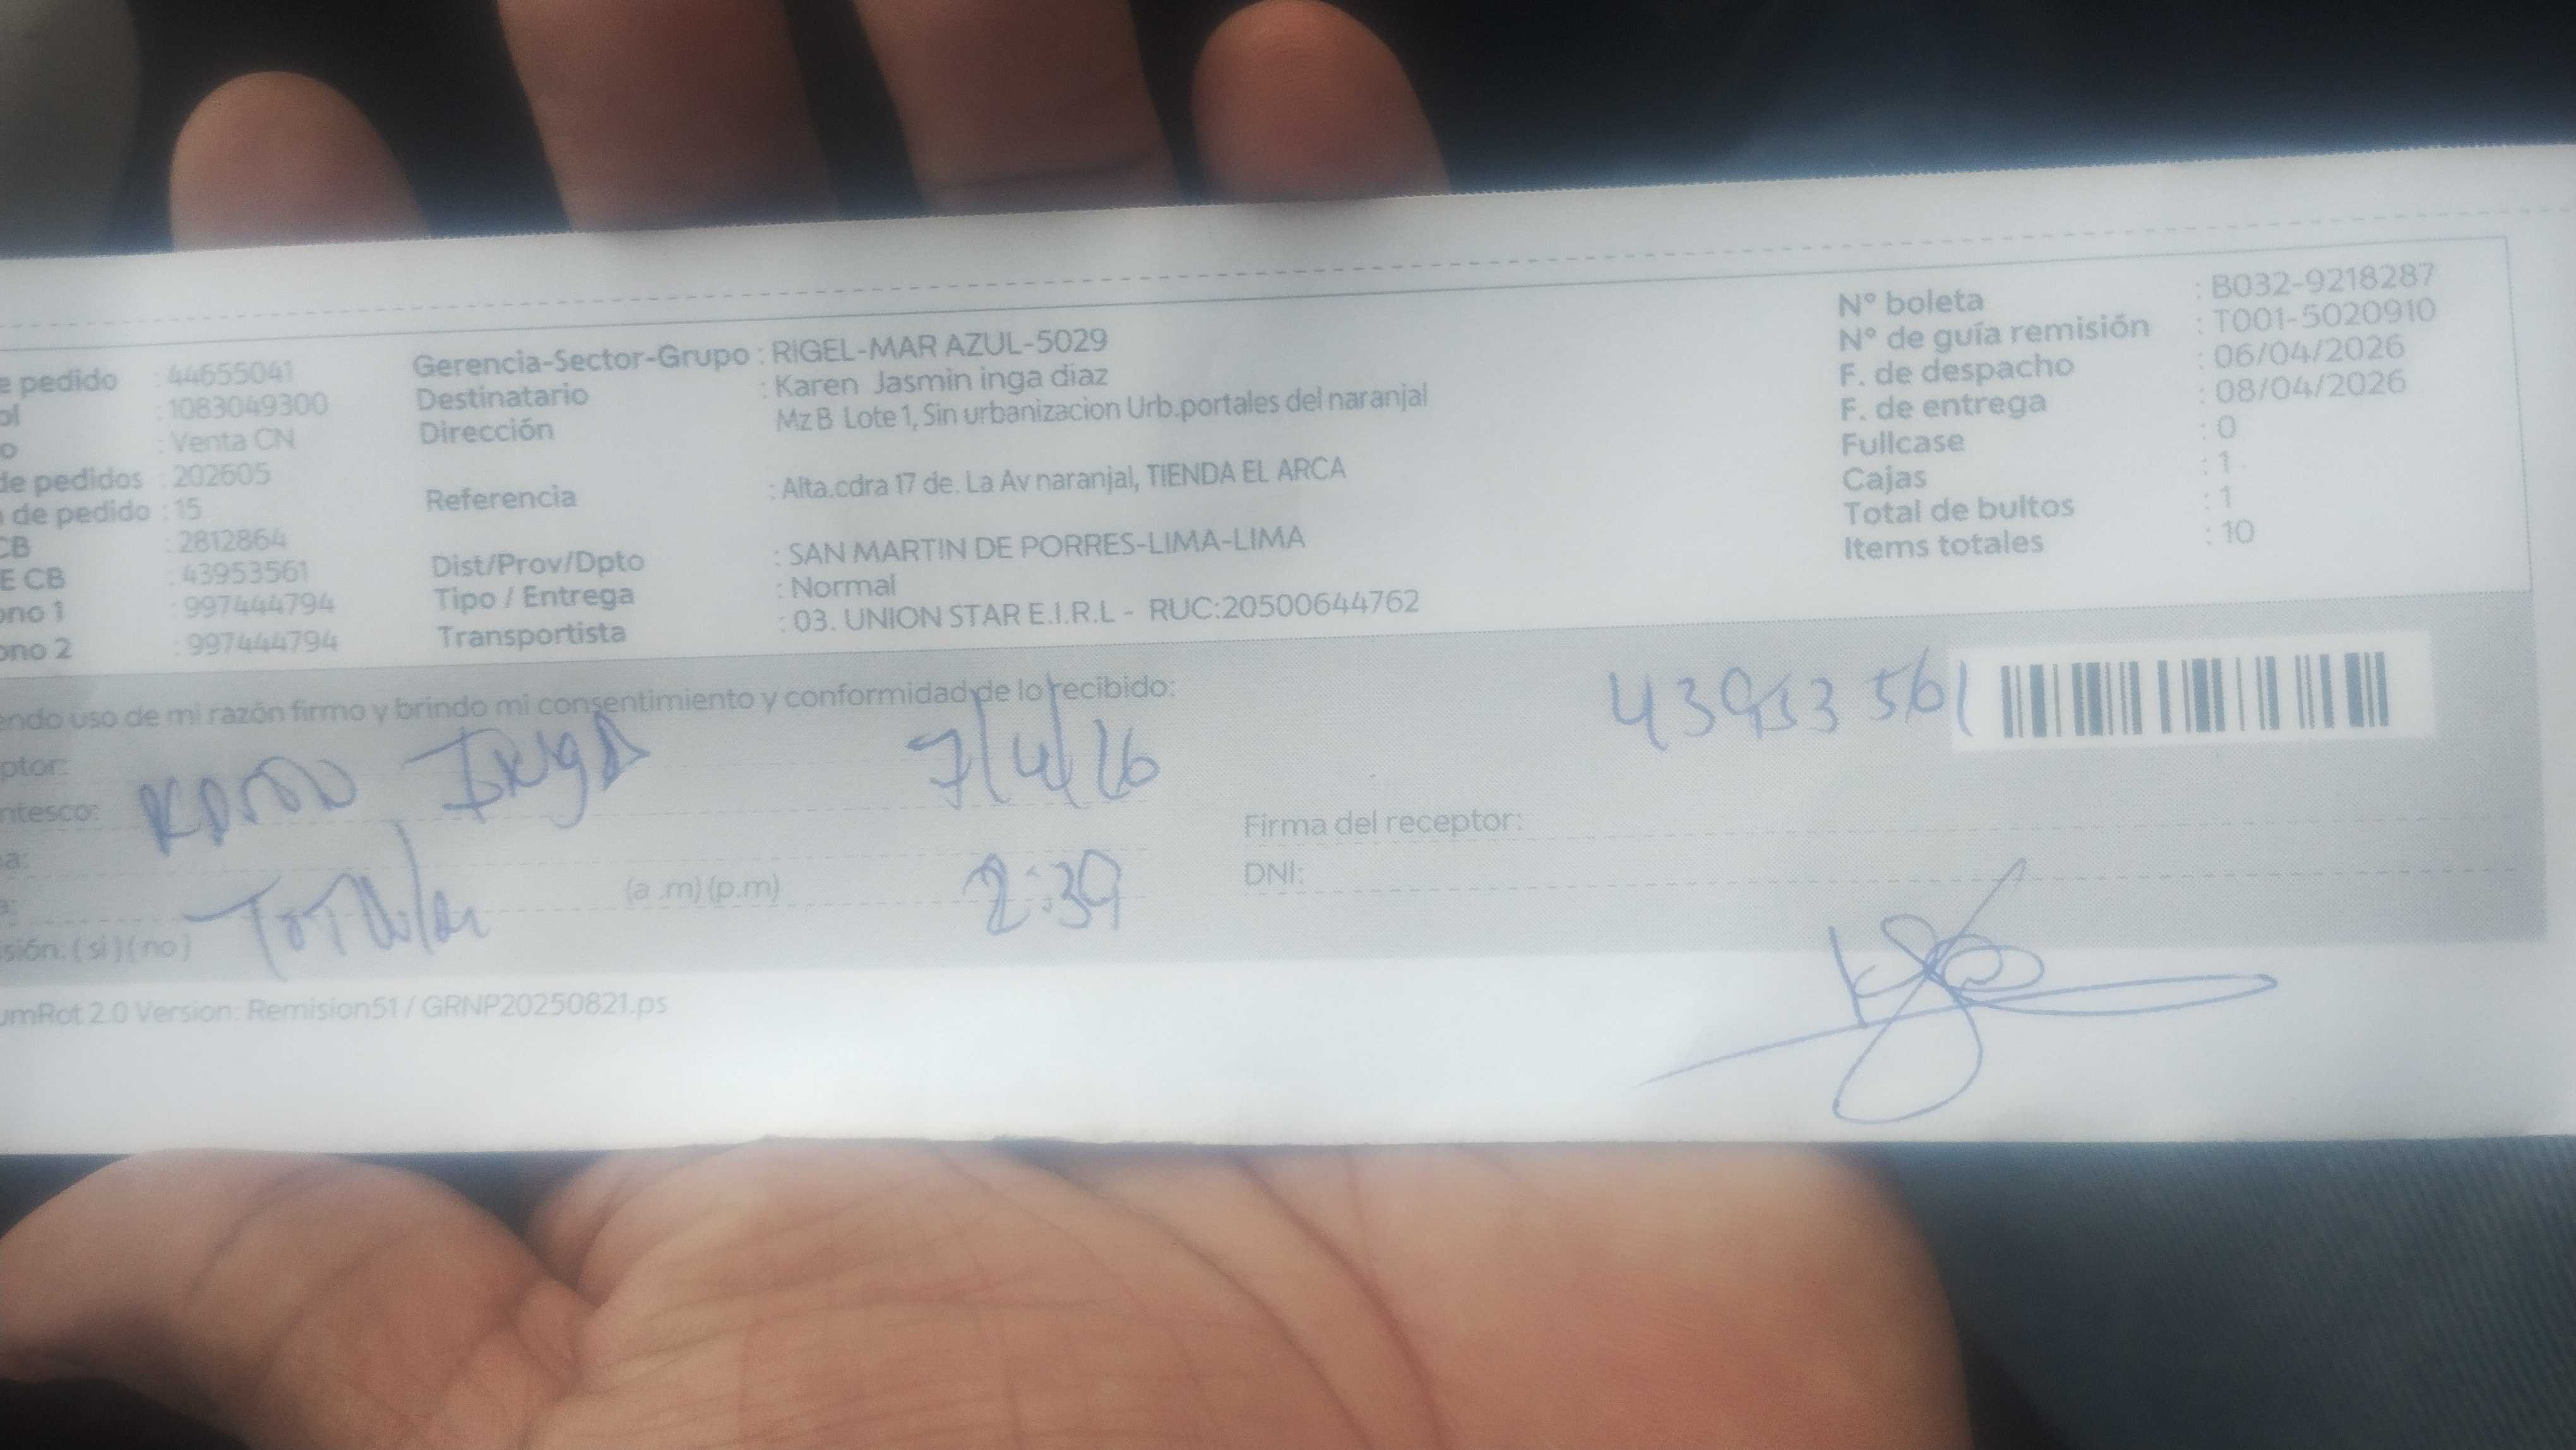 e pedido : 44655041
ol : 1083049300
o : Venta CN
de pedidos : 202605
de pedido : 15
CB : 2812864
E CB : 43953561
ono 1 : 997444794
ono 2 : 997444794
Gerencia-Sector-Grupo : RIGEL-MAR AZUL-5029
Destinatario : Karen Jasmin inga diaz
Dirección Mz B Lote 1, Sin urbanizacion Urb.portales del naranjal
Referencia : Alta.cdra 17 de. La Av naranjal, TIENDA EL ARCA
Dist/Prov/Dpto : SAN MARTIN DE PORRES-LIMA-LIMA
Tipo / Entrega : Normal
Transportista : 03. UNION STAR E.I.R.L - RUC:20500644762
Nº boleta : B032-9218287
Nº de guía remisión : T001-5020910
F. de despacho : 06/04/2026
F. de entrega : 08/04/2026
Fullcase : 0
Cajas : 1
Total de bultos : 1
Items totales : 10
endo uso de mi razón firmo y brindo mi consentimiento y conformidad de lo recibido:
43953561
ptor:
Inga 7/4/26
ntesco:
a:
(a .m) (p.m) 2:39
sión: ( si ) ( no )
Firma del receptor:
DNI:
umRot 2.0 Version: Remision51 / GRNP20250821.ps